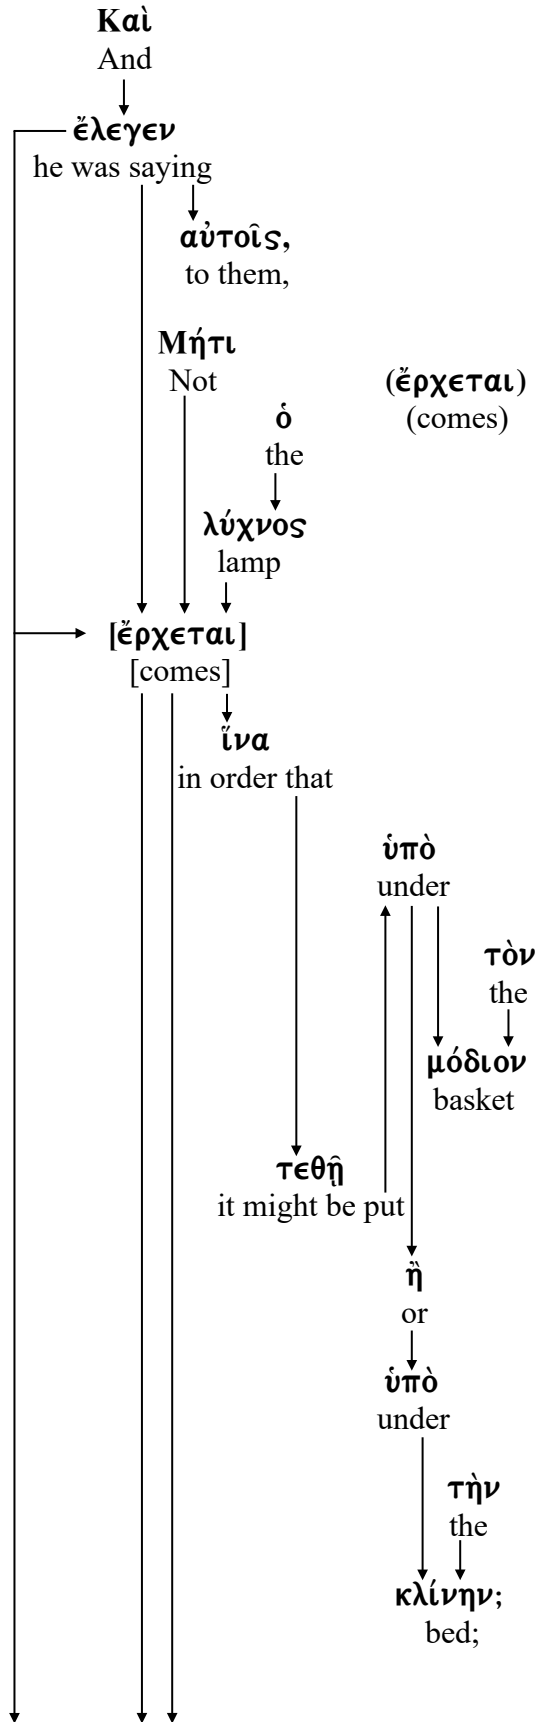 Καὶ
And
ἔλεγεν
he was saying
αὐτοῖς,
to them,
Μήτι
Not
(ἔρχεται)
(comes)
ὁ
the
λύχνος
lamp
[ἔρχεται]
[comes]
ἵνα
in order that
ὑπὸ
under
τὸν
the
μόδιον
basket
τεθῇ
it might be put
ἢ
or
ὑπὸ
under
τὴν
the
κλίνην;
bed;